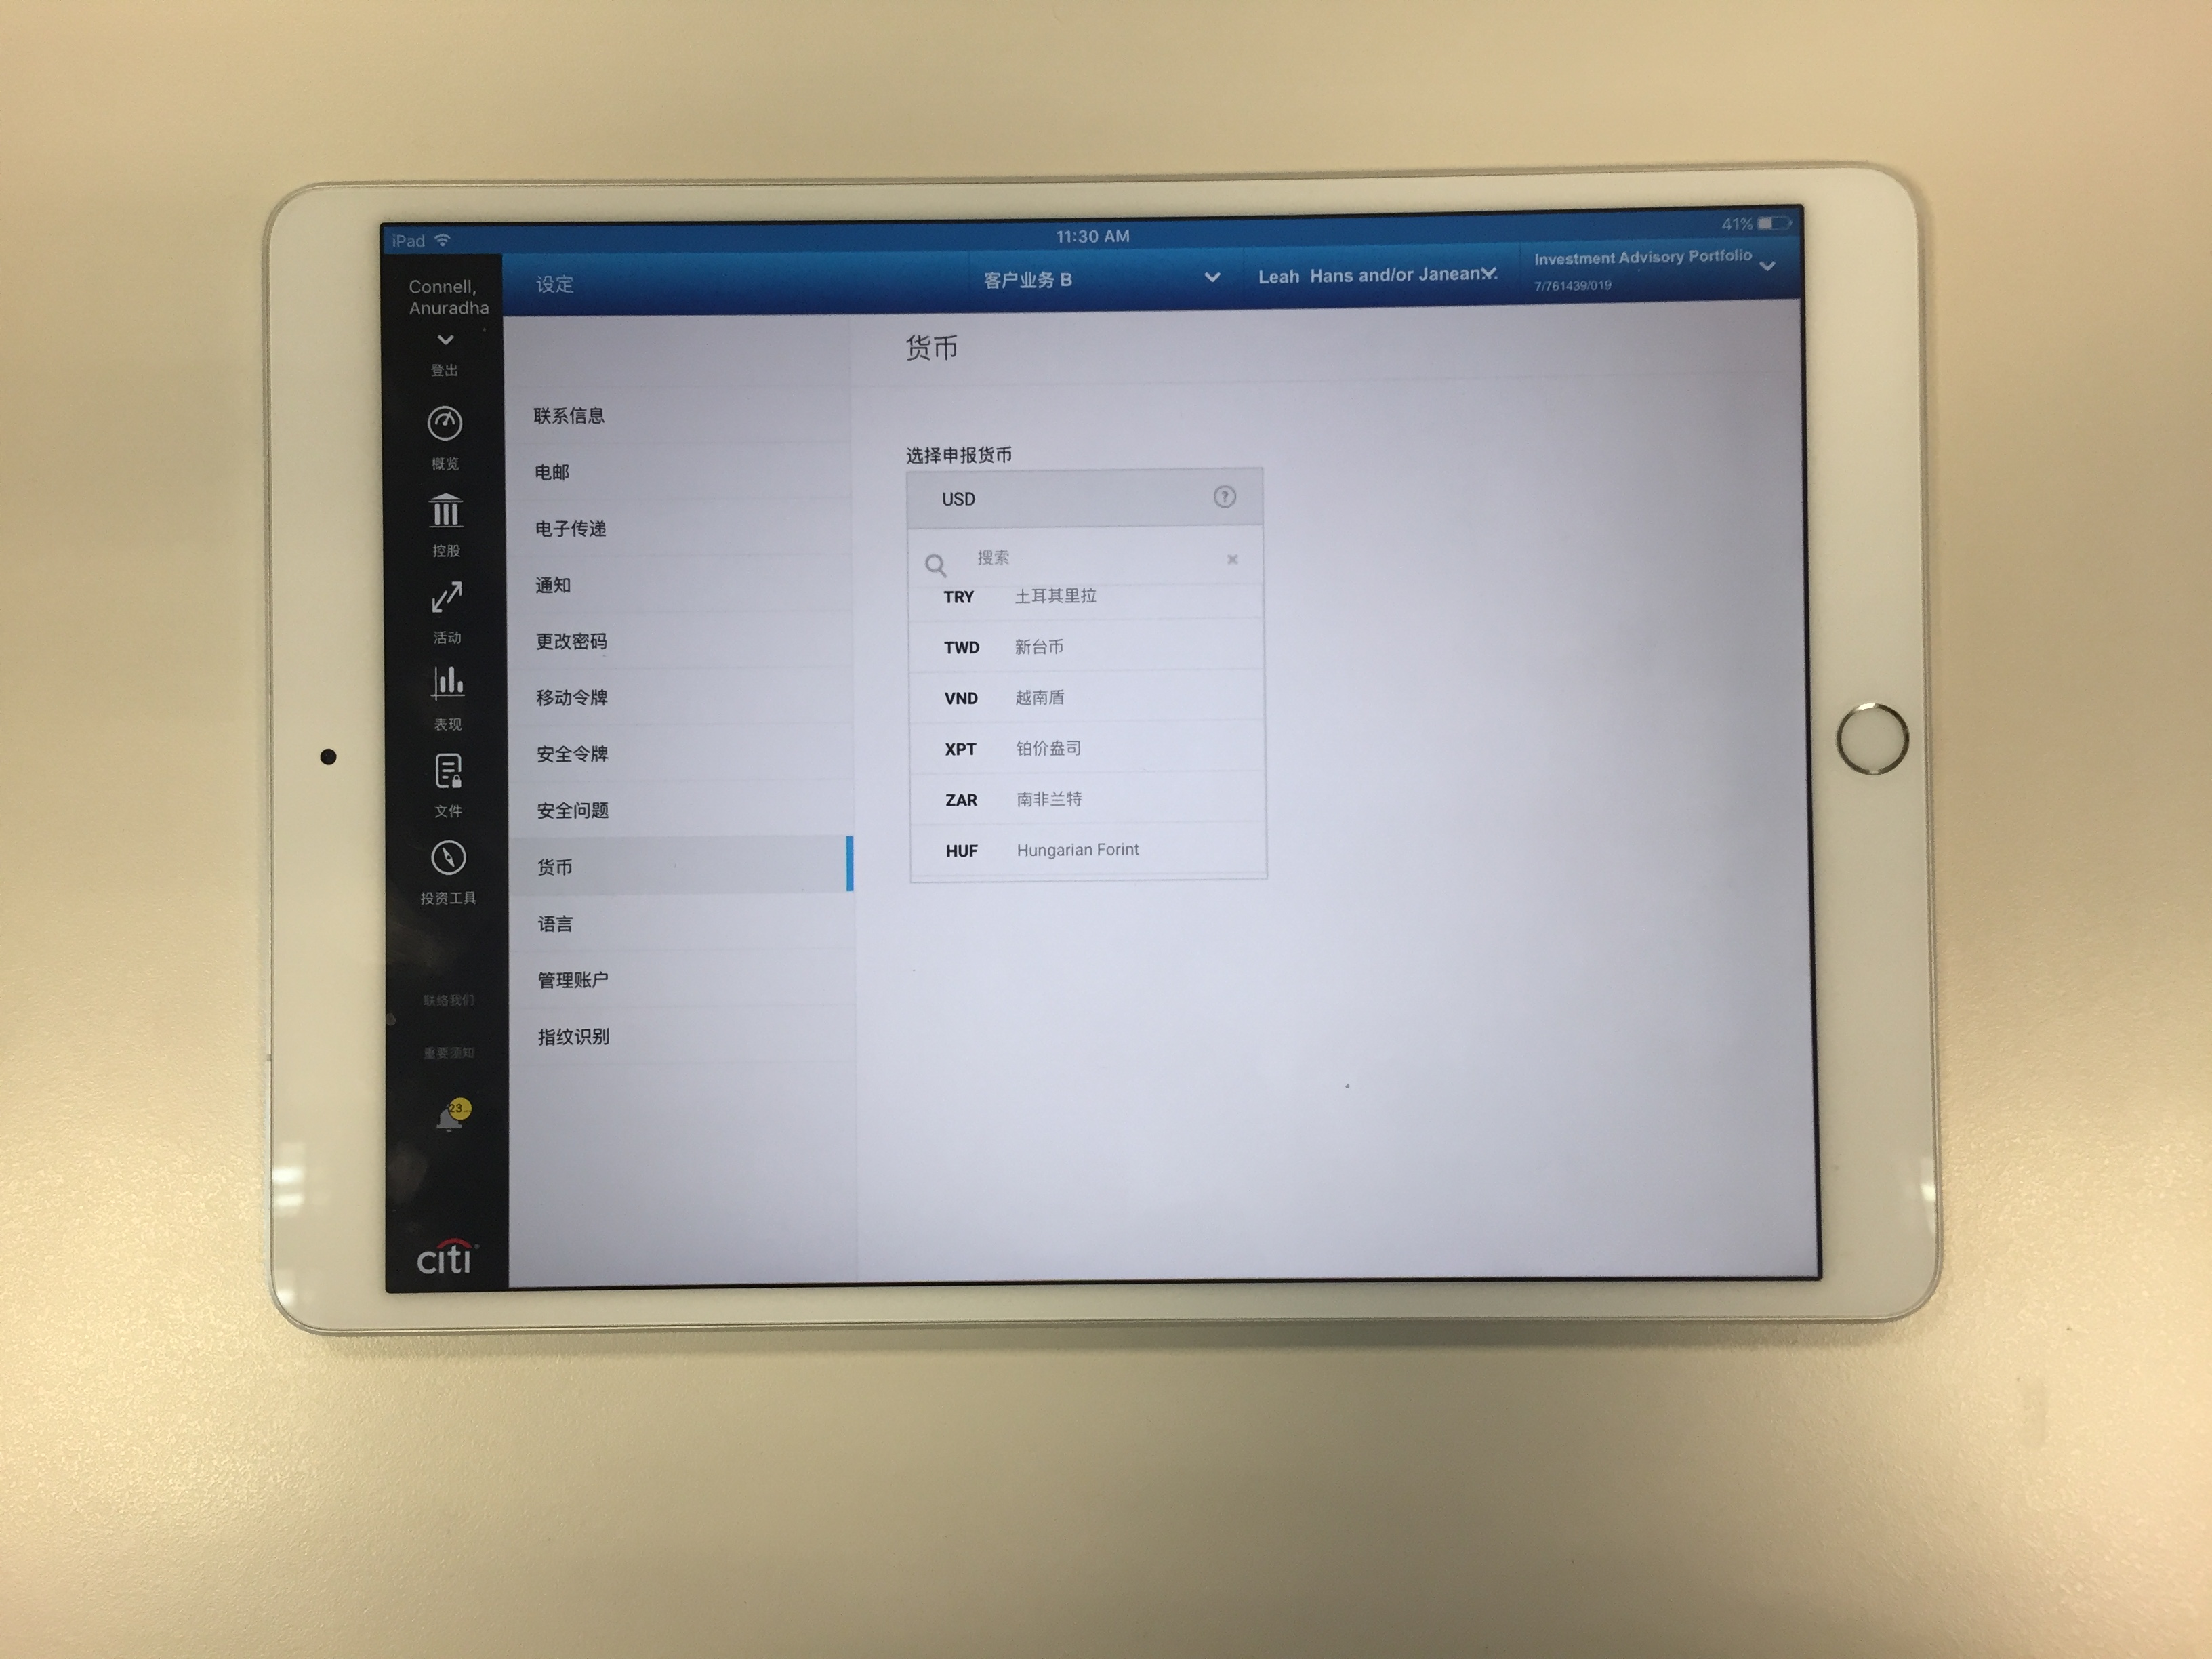 iPad
11:30 AM
41%
Connell,
Anuradha
登出
概览
控股
活动
表现
文件
投资工具
联络我们
重要须知
23
citi
设定
客户业务 B
Leah Hans and/or Janean
Investment Advisory Portfolio
7/761439/019
联系信息
电邮
电子传递
通知
更改密码
移动令牌
安全令牌
安全问题
货币
语言
管理账户
指纹识别
货币
选择申报货币
USD
?
搜索
x
TRY 土耳其里拉
TWD 新台币
VND 越南盾
XPT 铂价盎司
ZAR 南非兰特
HUF Hungarian Forint